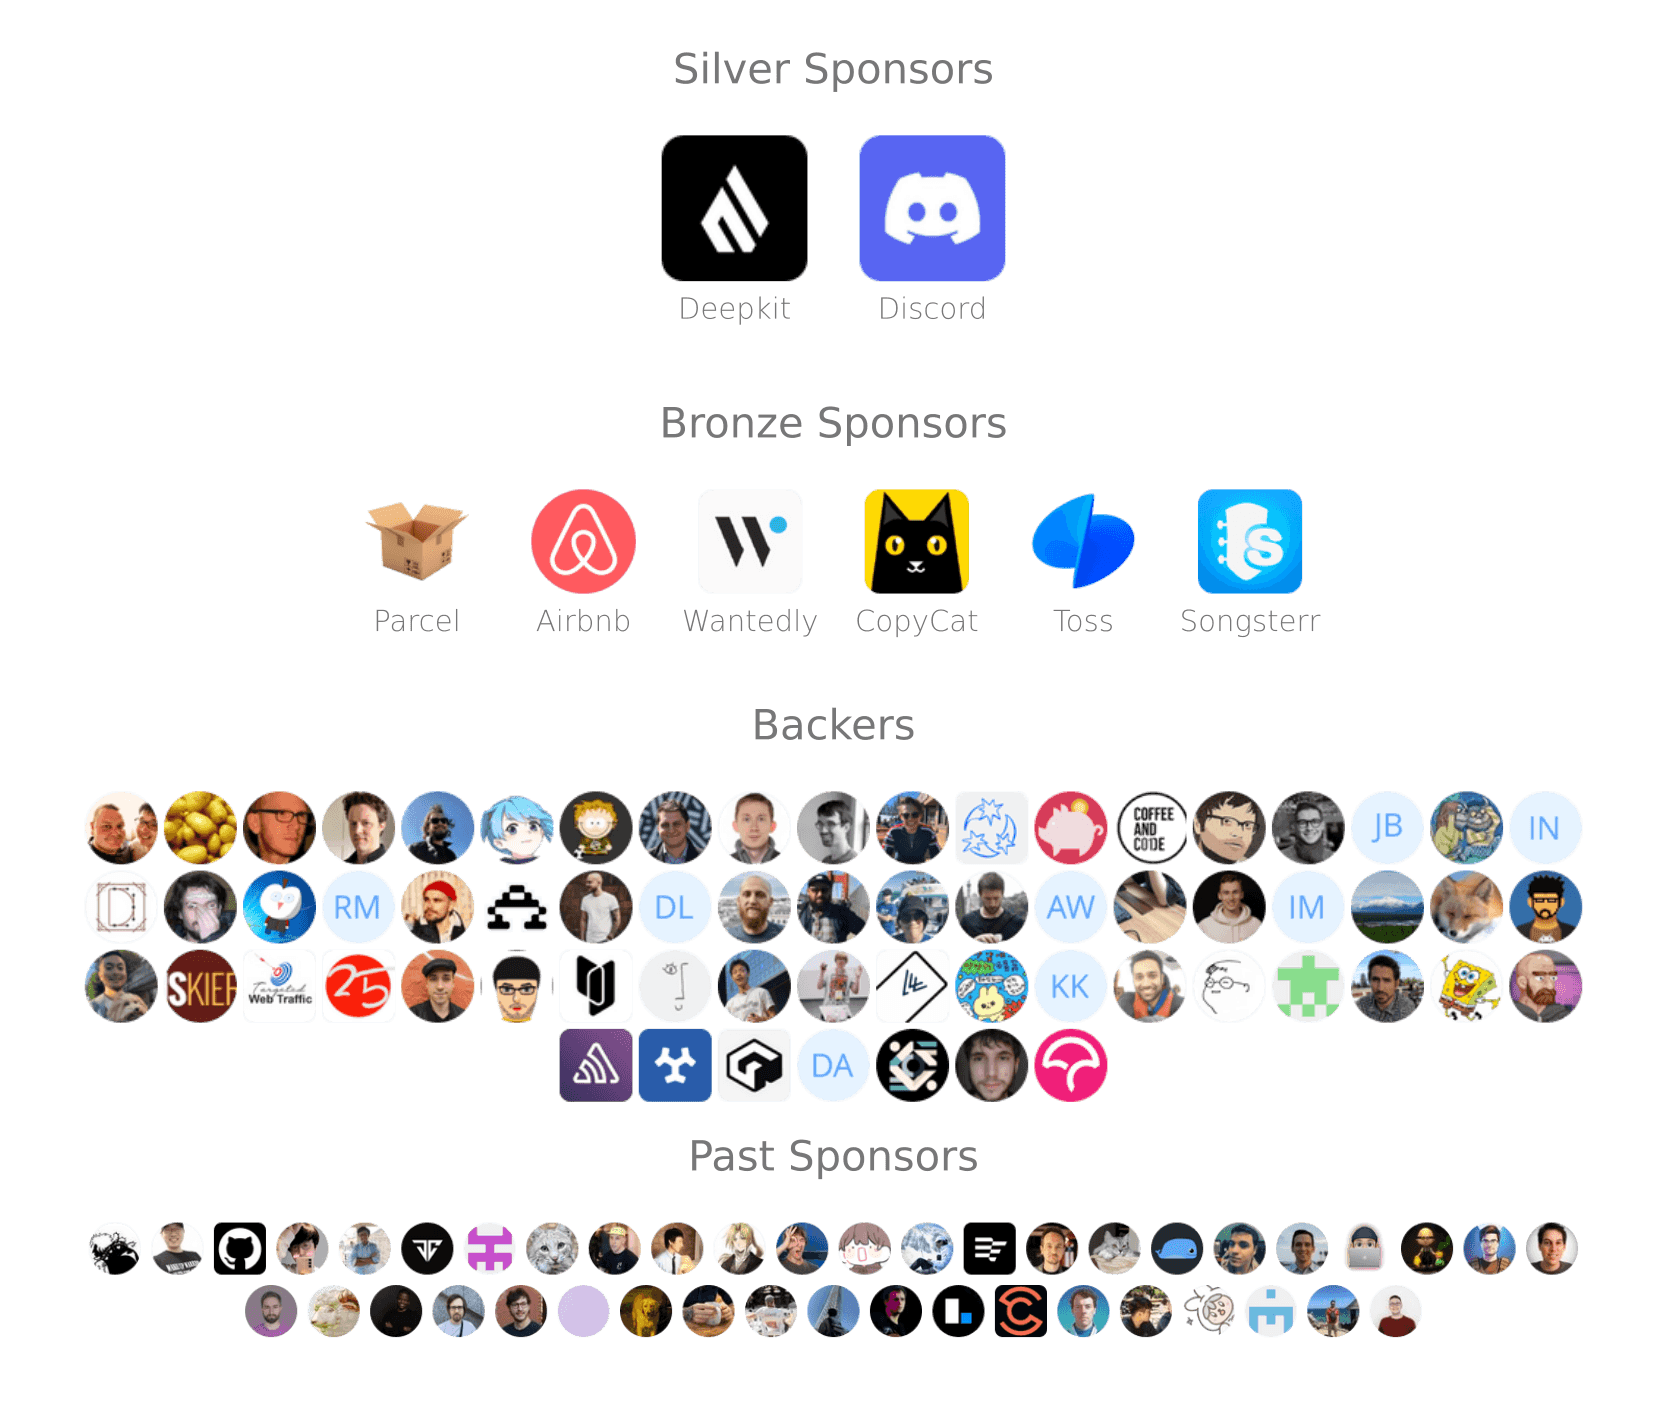 Silver Sponsors
Deepkit Discord
Bronze Sponsors
Parcel Airbnb Wantedly CopyCat Toss Songsterr
Backers
COFFEE
AND
CODE
JB
IN
RM
DL
AW
IM
SKIER
Targeted
Web Traffic
25
KK
DA
Past Sponsors